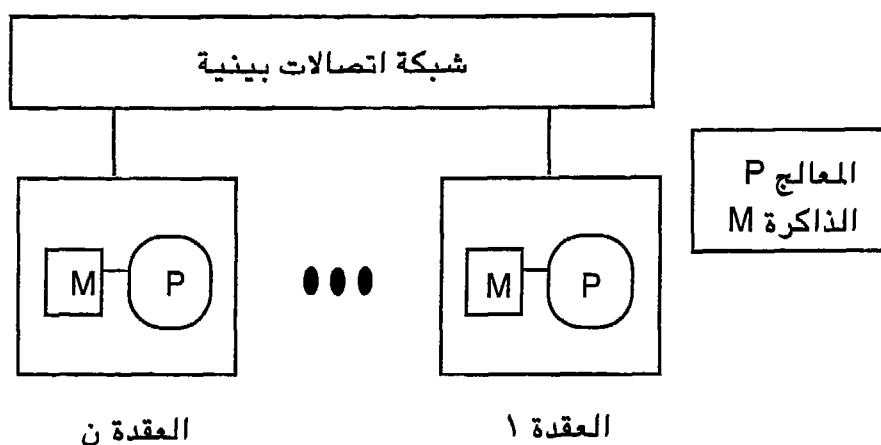 شبكة اتصالات بينية
المعالج P
الذاكرة M
P
M
P
M
العقدة ١
العقدة ن